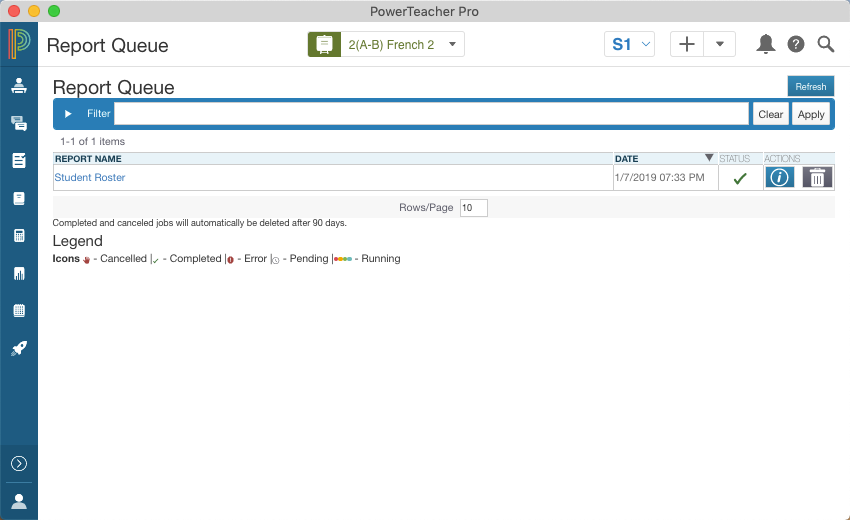 PowerTeacher Pro
Report Queue
2(A-B) French 2
S1
Report Queue
Refresh
Filter
Clear
Apply
1-1 of 1 items
REPORT NAME DATE STATUS ACTIONS
Student Roster 1/7/2019 07:33 PM
Rows/Page 10
Completed and canceled jobs will automatically be deleted after 90 days.
Legend
Icons - Cancelled | - Completed | - Error | - Pending | - Running